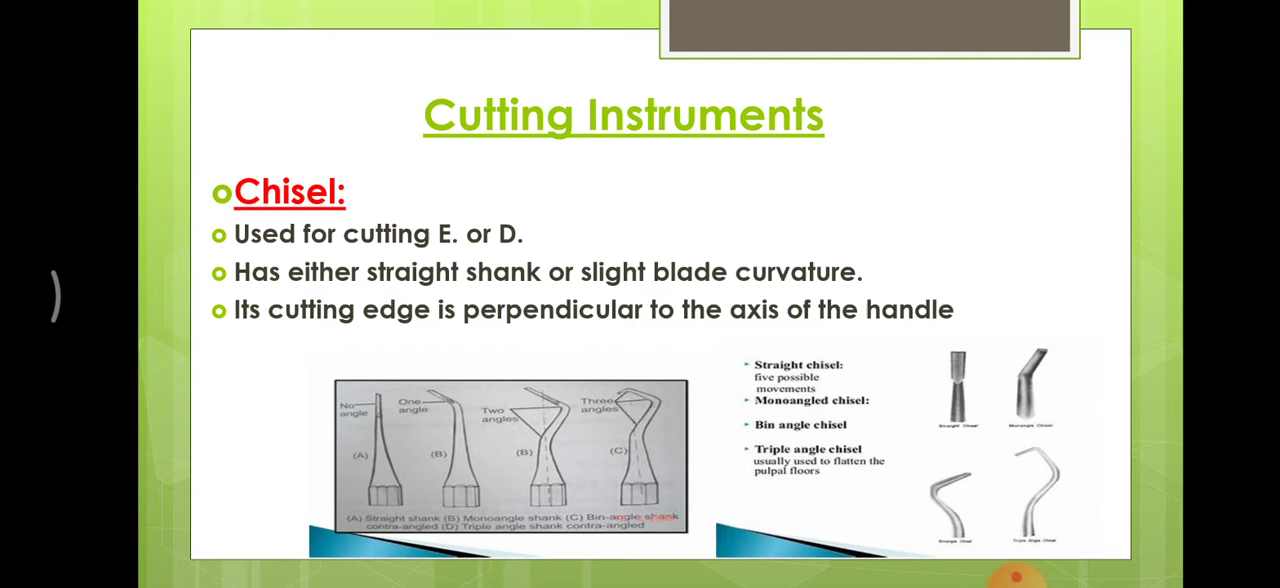 Cutting Instruments
Chisel:
Used for cutting E. or D.
Has either straight shank or slight blade curvature.
Its cutting edge is perpendicular to the axis of the handle
No
angle
One
angle
Two
angles
Three
angles
(A)
(B)
(B)
(C)
(A) Straight shank (B) Monoangle shank (C) Bin-angle shank
contra-angled (D) Triple angle shank contra-angled
Straight chisel:
five possible
movements
Monoangled chisel:
Bin angle chisel
Triple angle chisel
usually used to flatten the
pulpal floors
Straight Chisel
Monoangle Chisel
Binangle Chisel
Triple Angle Chisel